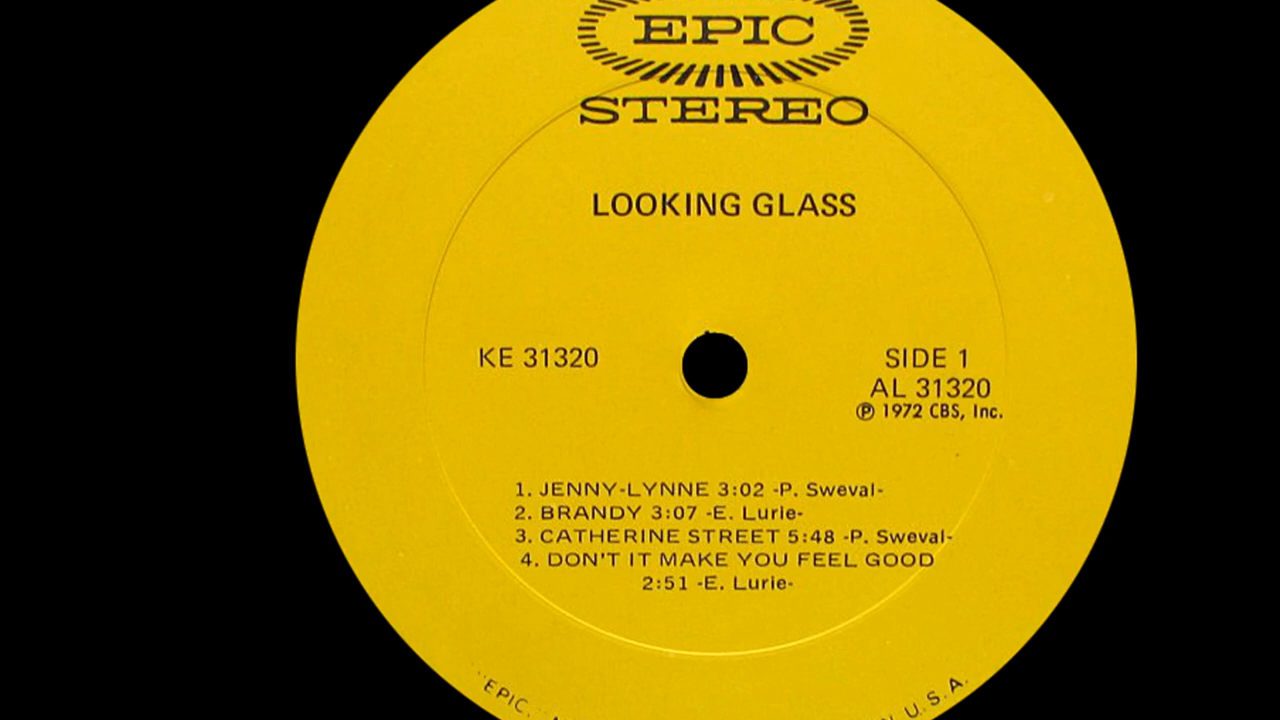 EPIC
STEREO
LOOKING GLASS
KE 31320
SIDE 1
AL 31320
Ⓟ 1972 CBS, Inc.
1. JENNY-LYNNE 3:02 -P. Sweval-
2. BRANDY 3:07 -E. Lurie-
3. CATHERINE STREET 5:48 -P. Sweval-
4. DON'T IT MAKE YOU FEEL GOOD
2:51 -E. Lurie-
"EPIC,
U.S.A.